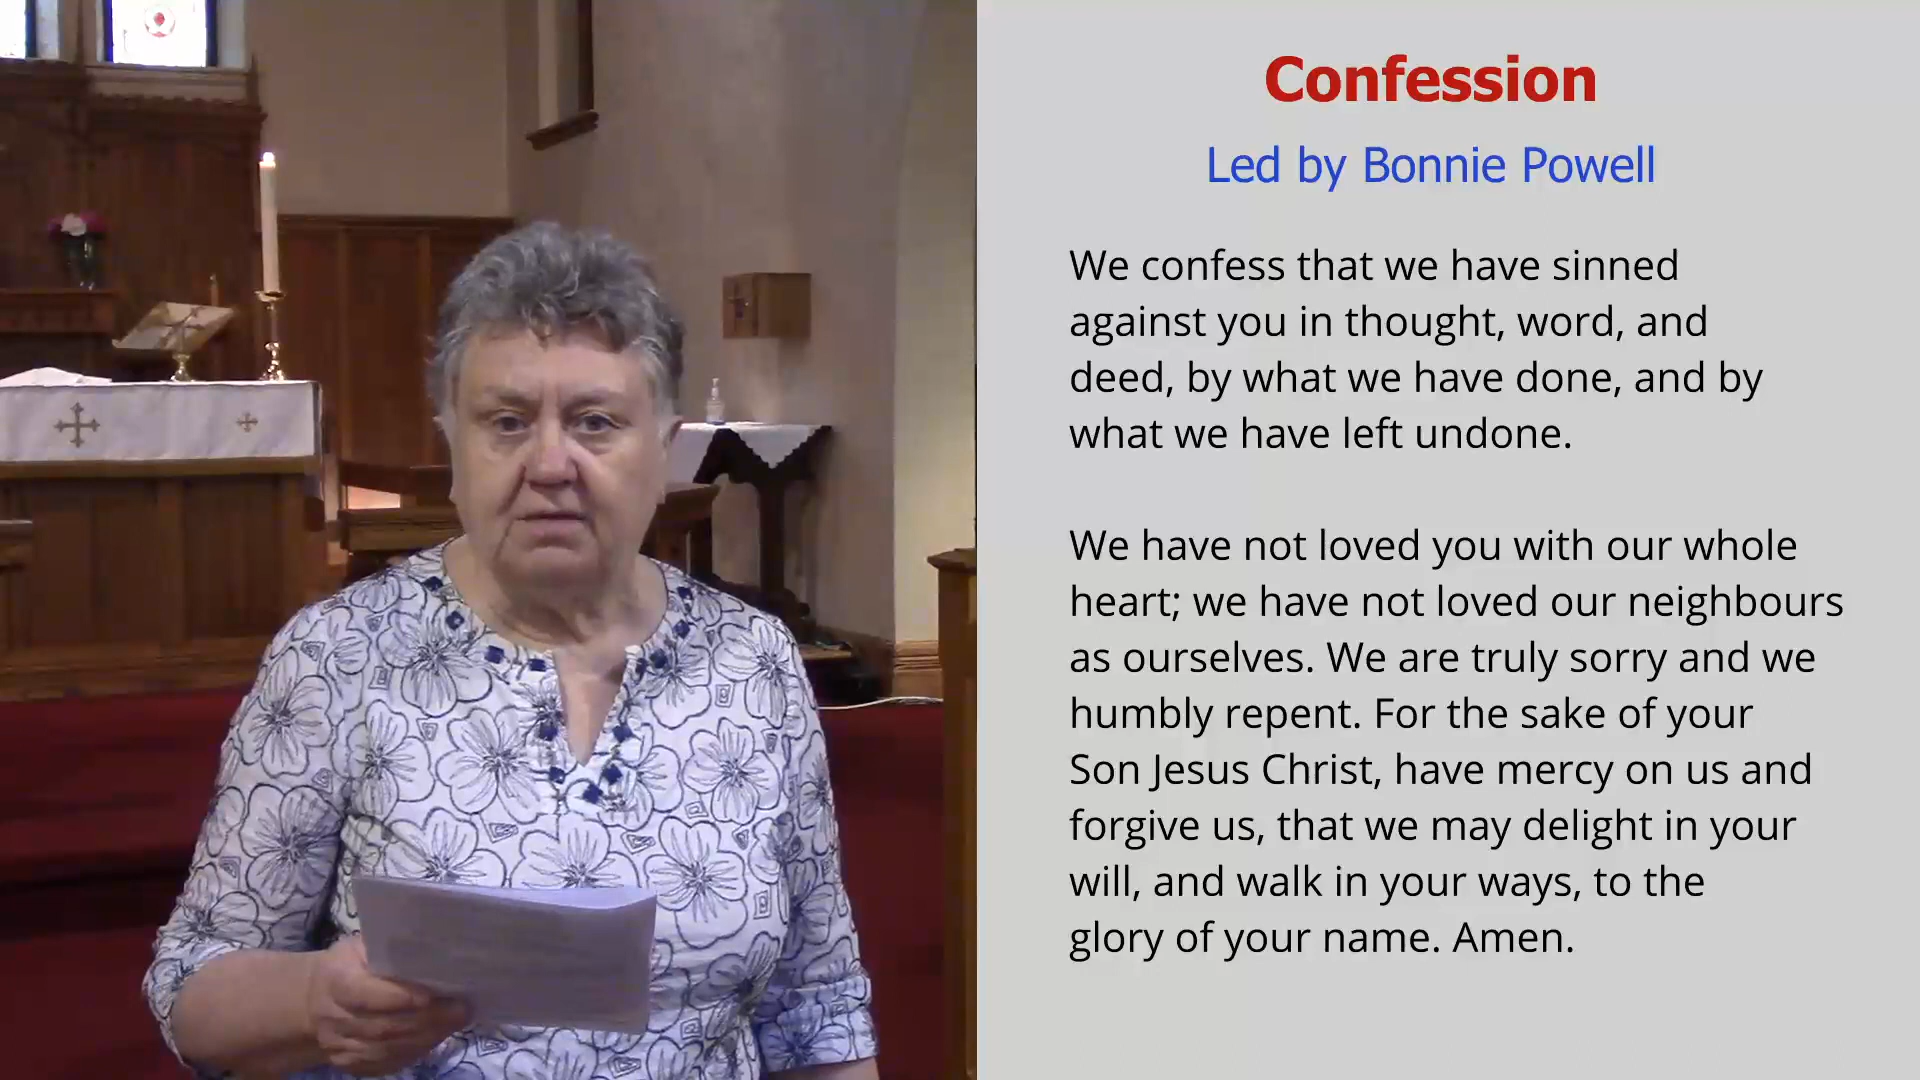 Confession
Led by Bonnie Powell
We confess that we have sinned
against you in thought, word, and
deed, by what we have done, and by
what we have left undone.
We have not loved you with our whole
heart; we have not loved our neighbours
as ourselves. We are truly sorry and we
humbly repent. For the sake of your
Son Jesus Christ, have mercy on us and
forgive us, that we may delight in your
will, and walk in your ways, to the
glory of your name. Amen.